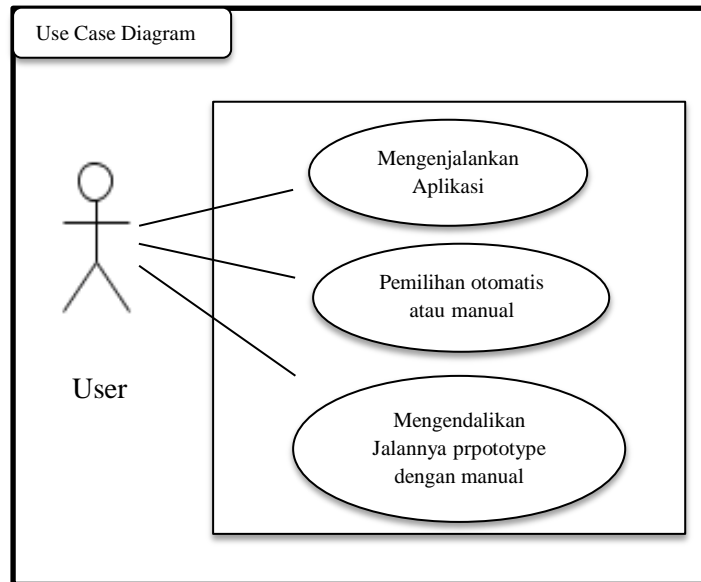 Use Case Diagram
Mengenjalankan
Aplikasi
Pemilihan otomatis
atau manual
User
Mengendalikan
Jalannya prpototype
dengan manual